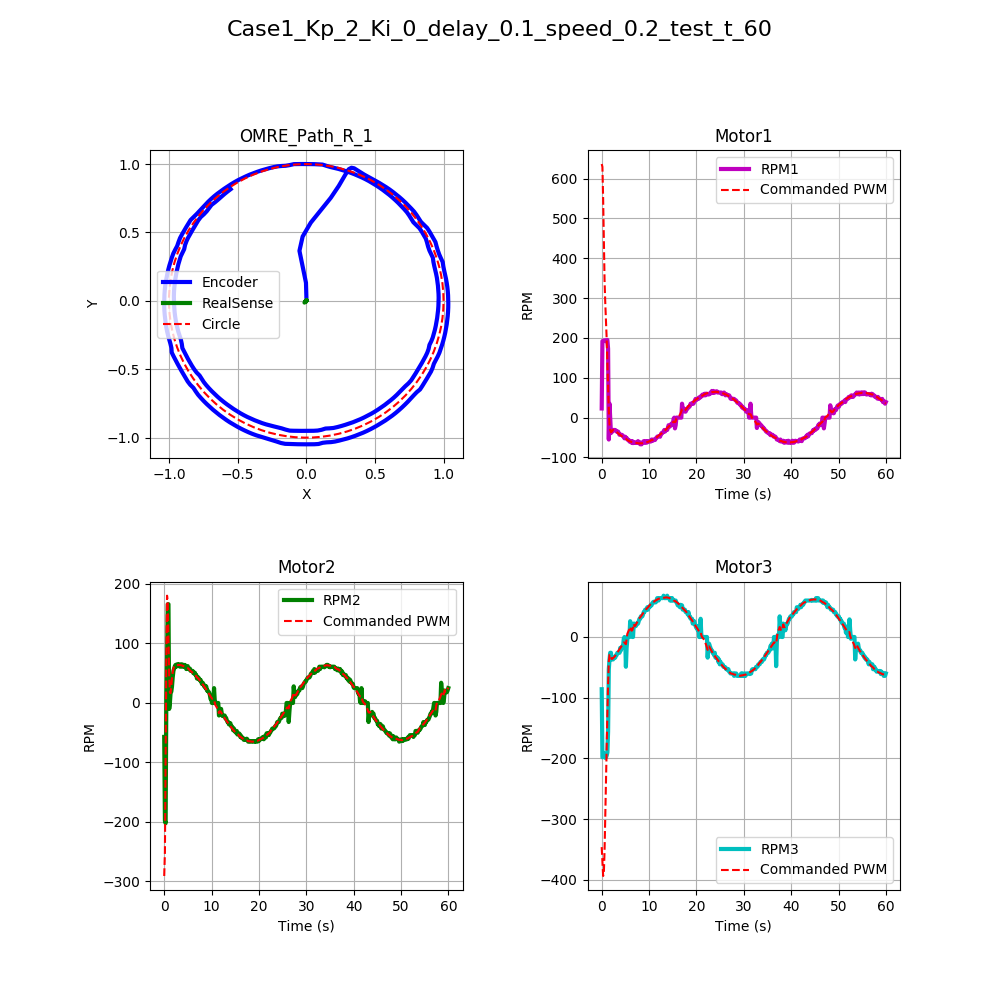 Case1_Kp_2_Ki_0_delay_0.1_speed_0.2_test_t_60
OMRE_Path_R_1
1.0
0.5
0.0
−0.5
−1.0
Y
Encoder
RealSense
Circle
−1.0 −0.5 0.0 0.5 1.0
X
Motor1
600
500
400
300
200
100
0
−100
RPM
RPM1
Commanded PWM
0 10 20 30 40 50 60
Time (s)
Motor2
200
100
0
−100
−200
−300
RPM
RPM2
Commanded PWM
0 10 20 30 40 50 60
Time (s)
Motor3
0
−100
−200
−300
−400
RPM
RPM3
Commanded PWM
0 10 20 30 40 50 60
Time (s)